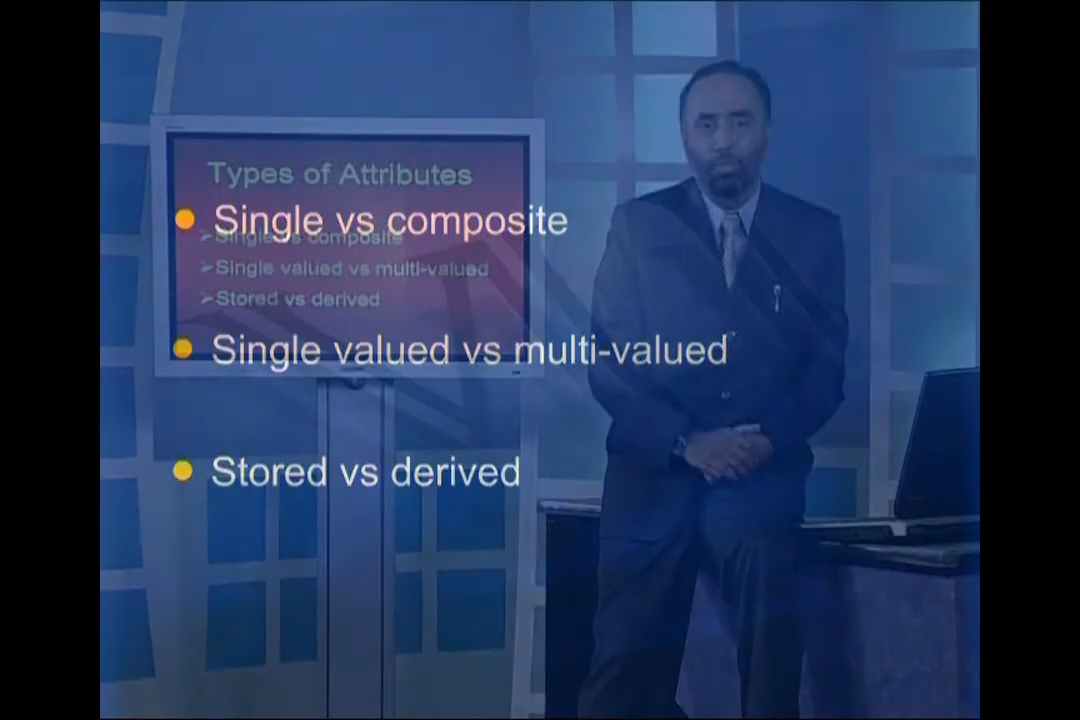 Types of Attributes
➢Single vs composite
➢Single valued vs multi-valued
➢Stored vs derived
● Single vs composite
● Single valued vs multi-valued
● Stored vs derived